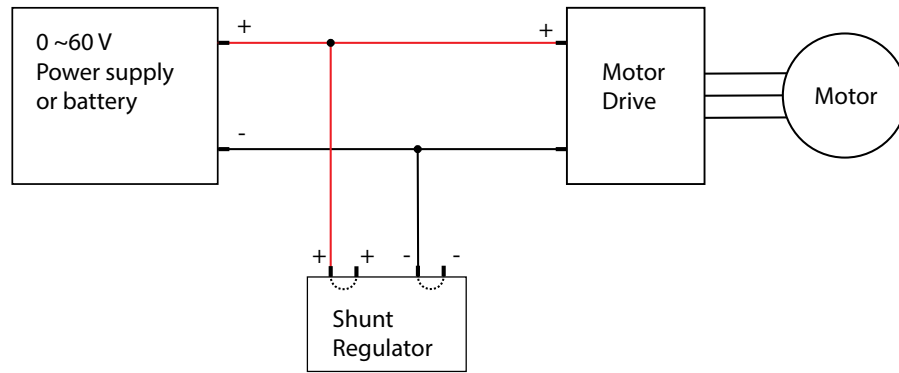 0 ~60 V
Power supply
or battery
+
-
+
Motor
Drive
Motor
+ + - -
Shunt
Regulator